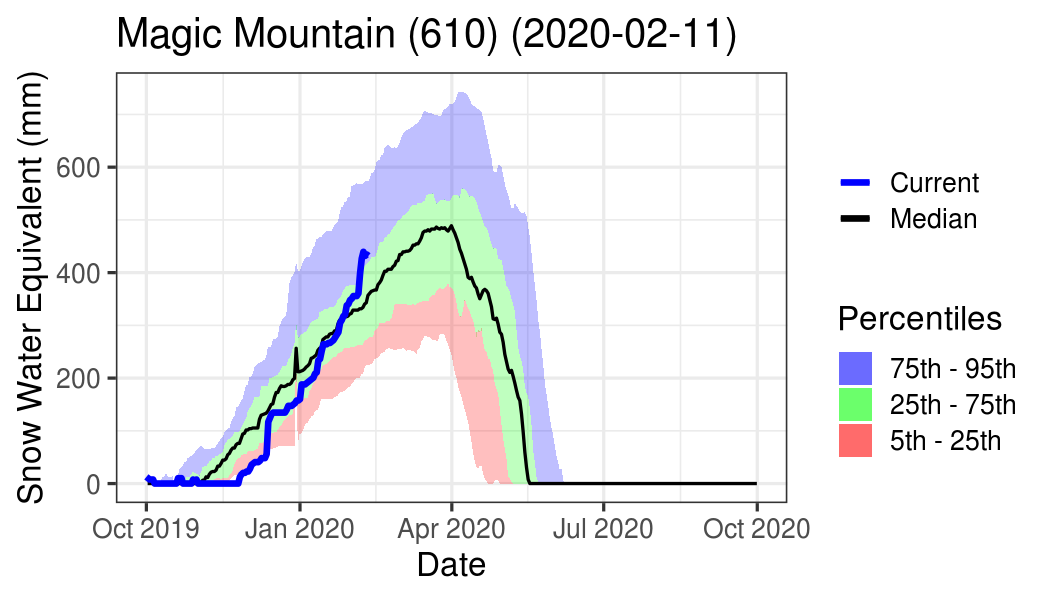 Magic Mountain (610) (2020-02-11)
Snow Water Equivalent (mm)
600
400
200
0
Oct 2019
Jan 2020
Apr 2020
Jul 2020
Oct 2020
Date
Current
Median
Percentiles
75th - 95th
25th - 75th
5th - 25th